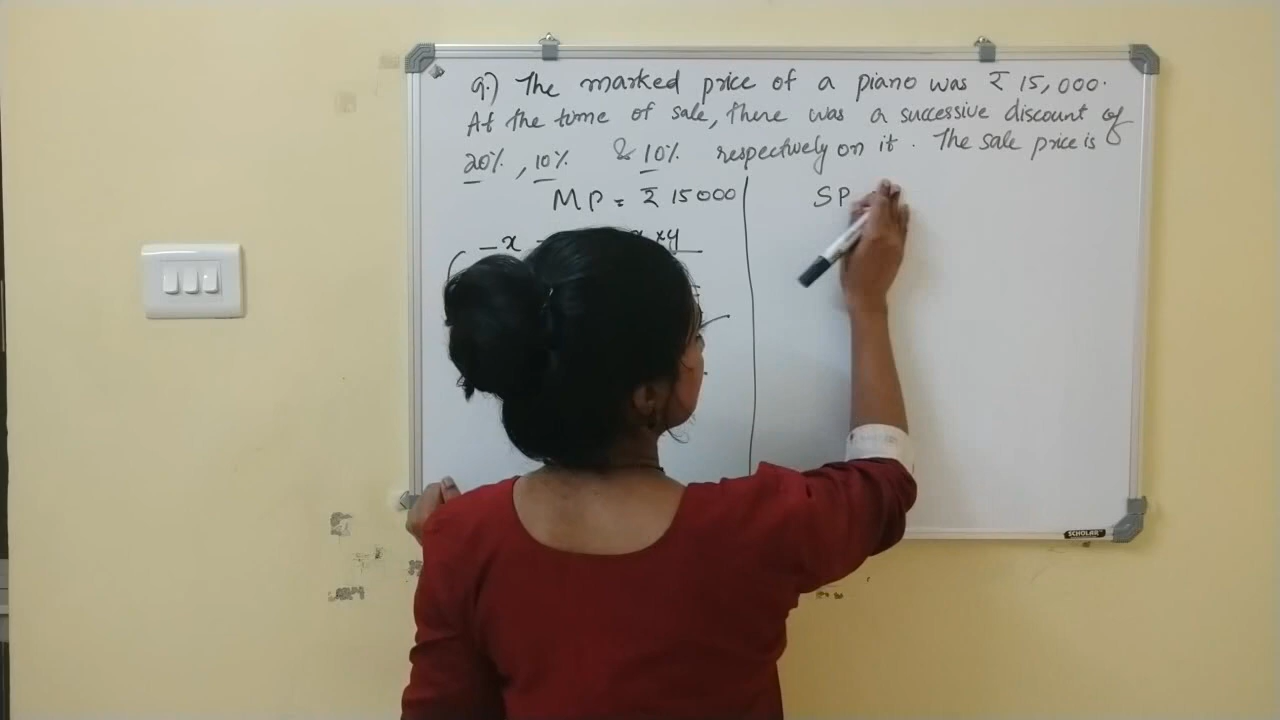 Q.) The marked price of a piano was ₹ 15,000.
At the time of sale, there was a successive discount of
20%, 10% & 10% respectively on it. The sale price is
MP = ₹ 15000
SP
-x
xy
SCHOLAR